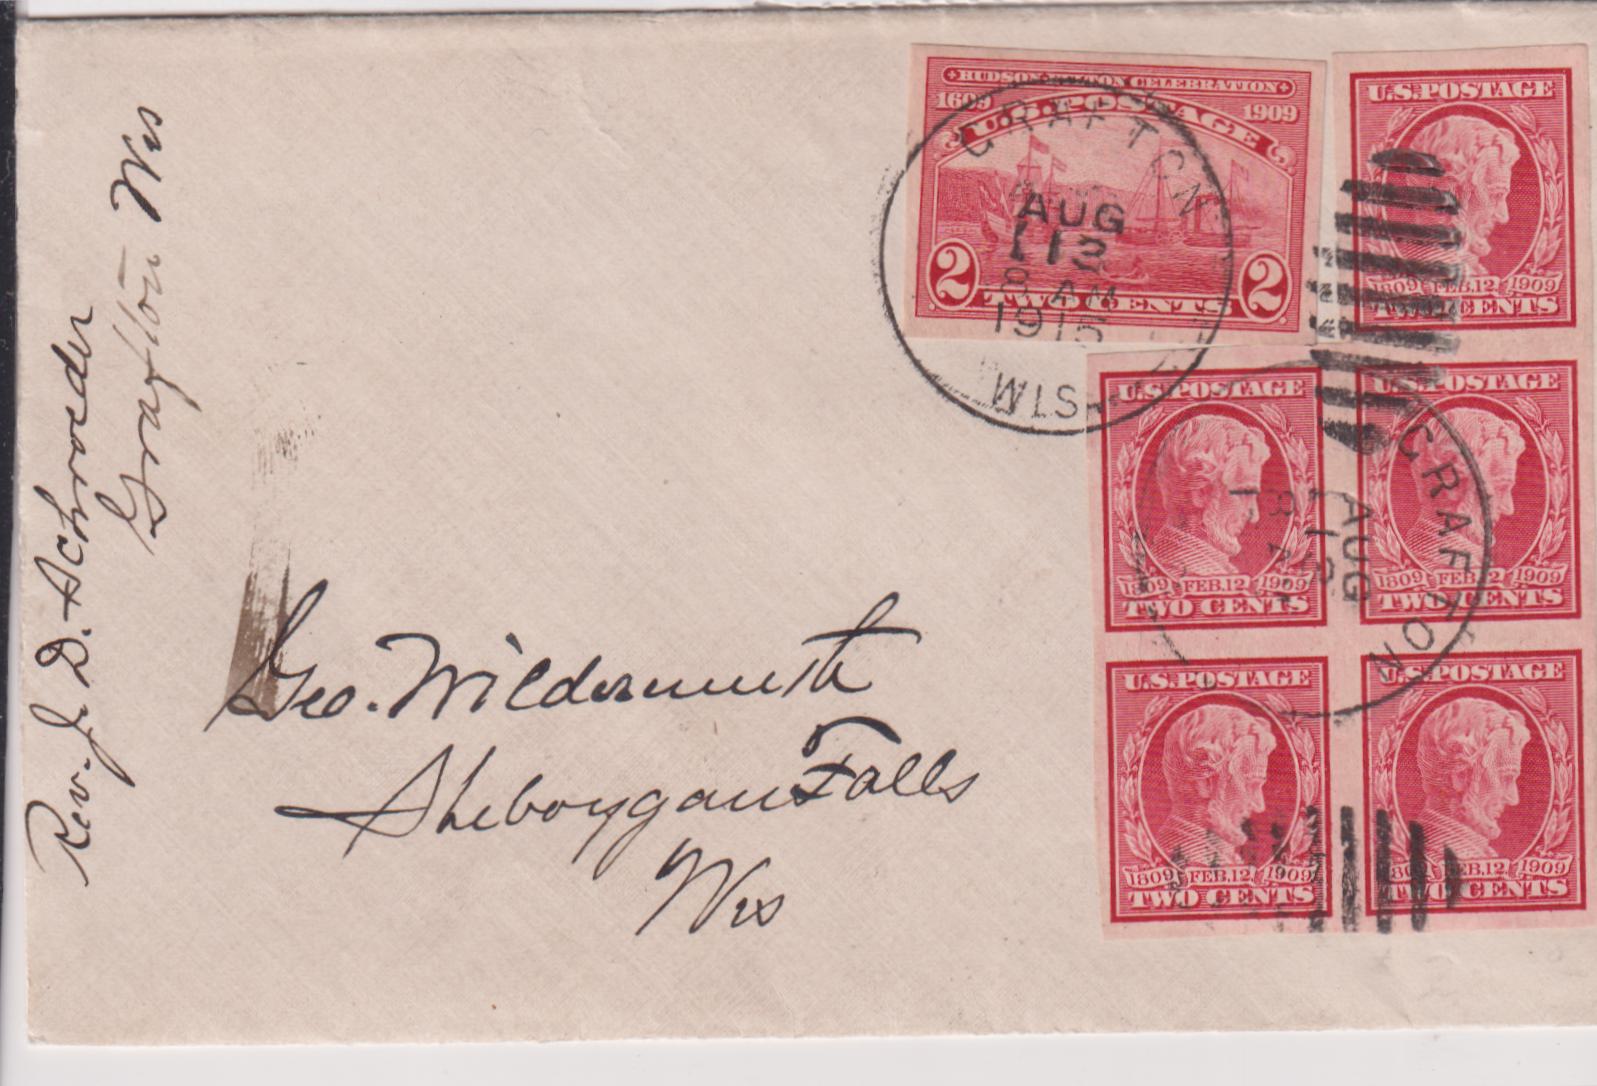 Rev. J. D. Schroeder
Grafton Wis
Geo. Wildermuth
Sheboygan Falls
Wis
HUDSON-FULTON CELEBRATION
1609 1909
U.S. POSTAGE
2 TWO CENTS 2
GRAFTON
AUG
8 AM
1915
WIS
U.S. POSTAGE
1809 FEB. 12 1909
TWO CENTS
U.S. POSTAGE
1809 FEB. 12 1909
TWO CENTS
U.S. POSTAGE
1809 FEB. 12 1909
TWO CENTS
GRAFTON
AUG
U.S. POSTAGE
1809 FEB. 12. 1909
TWO CENTS
U.S. POSTAGE
1809 FEB. 12. 1909
TWO CENTS